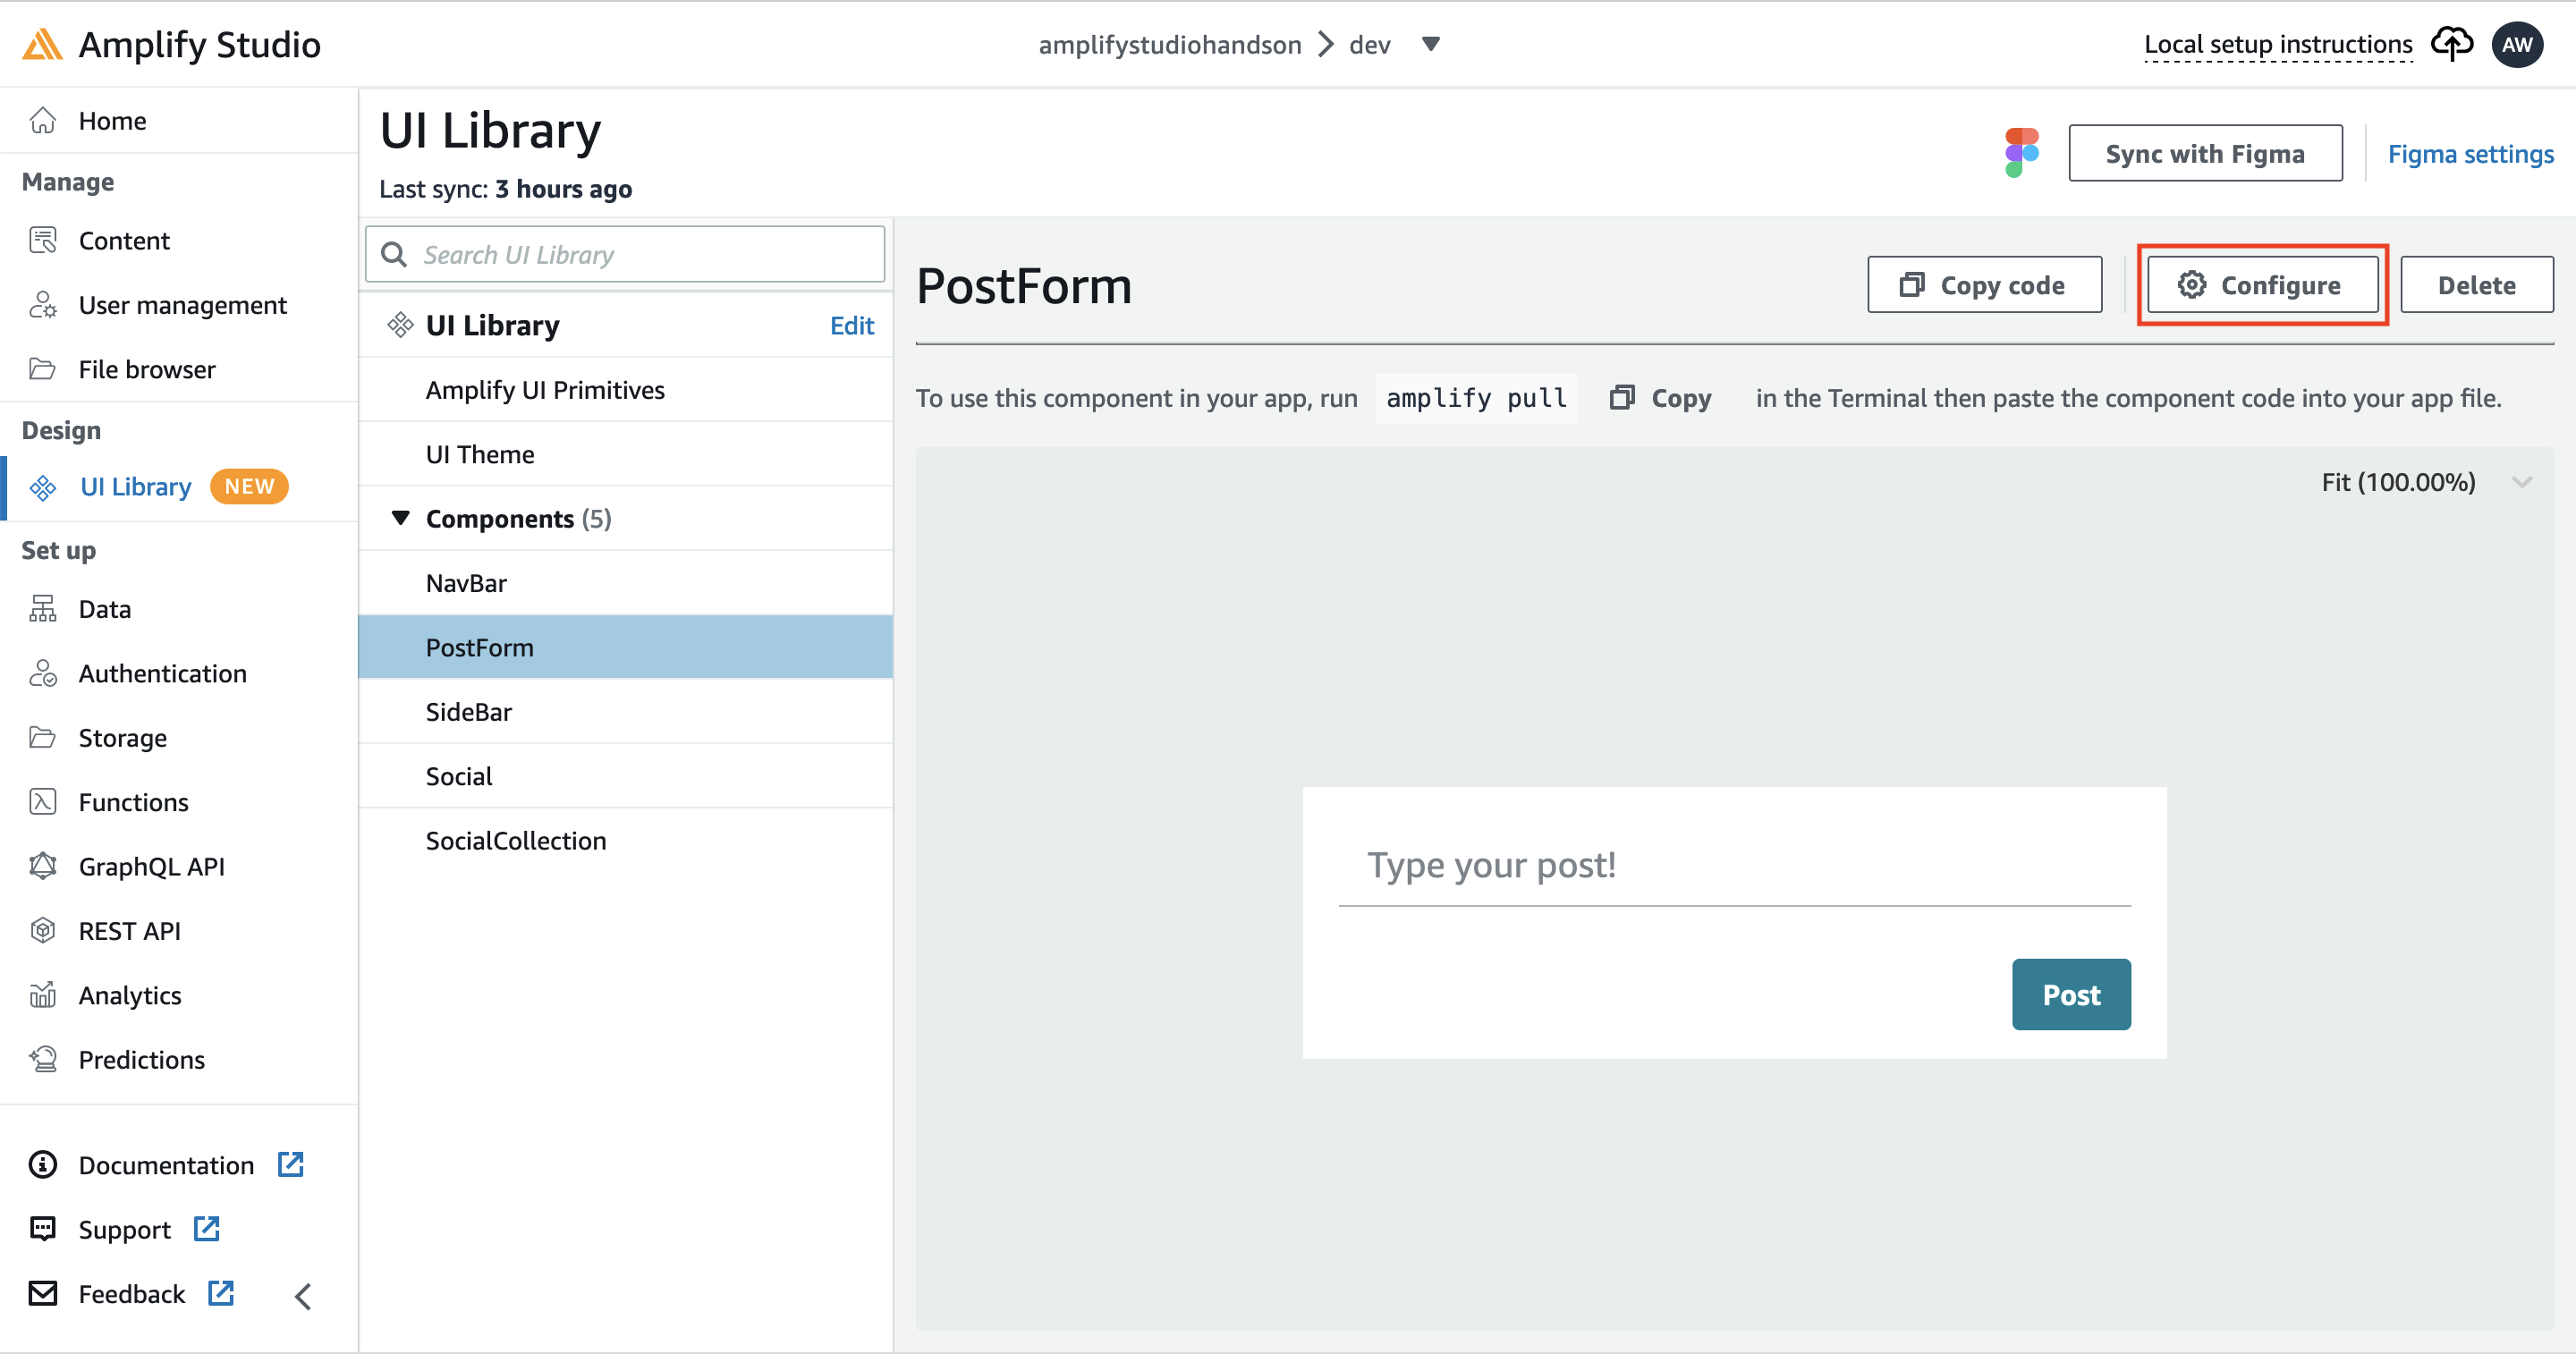 Amplify Studio
amplifystudiohandson > dev
Local setup instructions
AW
Home
Manage
Content
User management
File browser
Design
UI Library NEW
Set up
Data
Authentication
Storage
Functions
GraphQL API
REST API
Analytics
Predictions
Documentation
Support
Feedback
UI Library
Last sync: 3 hours ago
Sync with Figma
Figma settings
Search UI Library
UI Library Edit
Amplify UI Primitives
UI Theme
Components (5)
NavBar
PostForm
SideBar
Social
SocialCollection
PostForm
Copy code
Configure
Delete
To use this component in your app, run amplify pull Copy in the Terminal then paste the component code into your app file.
Fit (100.00%)
Type your post!
Post